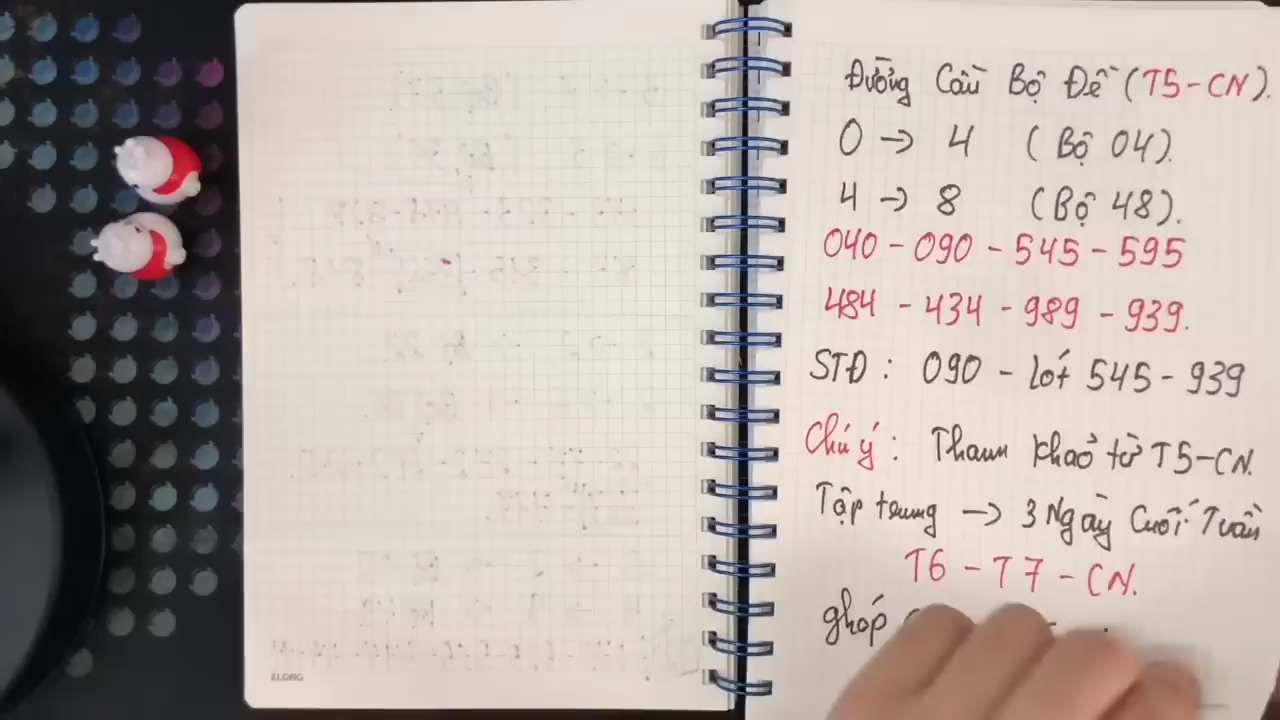 Đường Cầu Bộ Đề (T5-CN).
0 → 4 (Bộ 04).
4 → 8 (Bộ 48).
040 - 090 - 545 - 595
484 - 434 - 989 - 939.
STĐ : 090 - lót 545 - 939
Chú ý : Tham khảo từ T5-CN.
Tập trung → 3 Ngày Cuối Tuần
T6 - T7 - CN.
ghép
SLONG